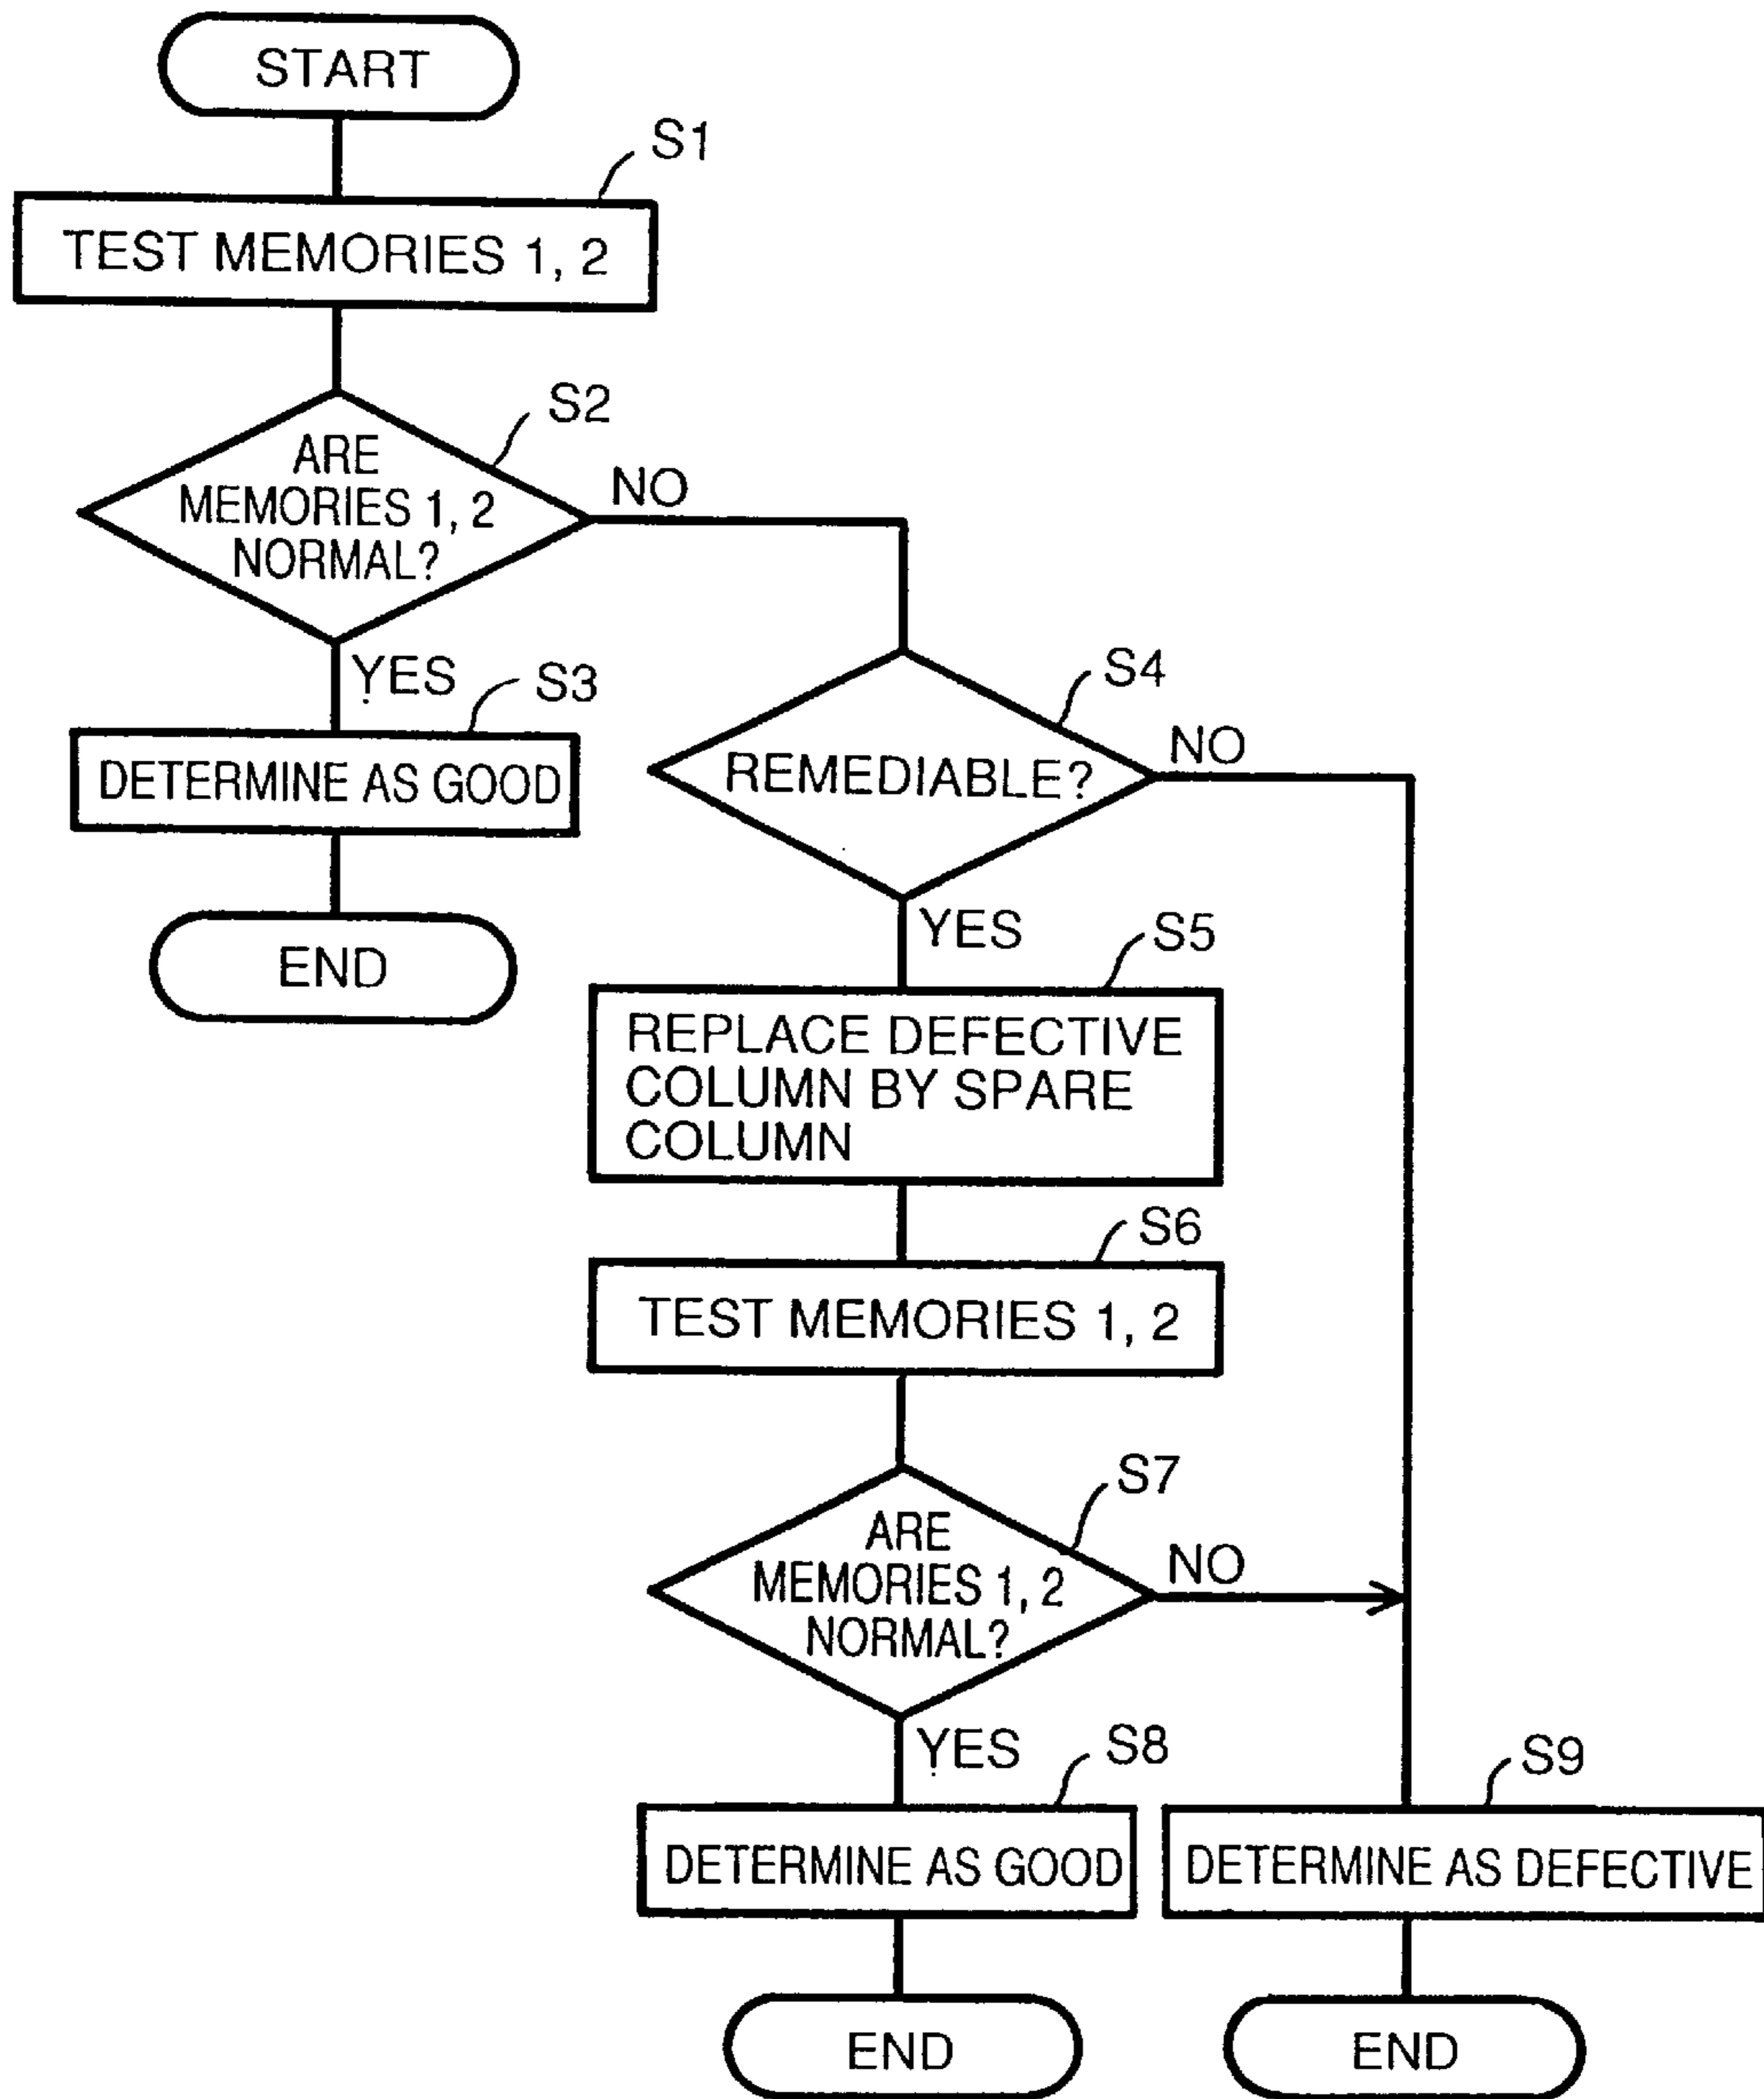 START
S1
TEST MEMORIES 1, 2
S2
ARE
MEMORIES 1, 2
NORMAL?
NO
YES
S3
DETERMINE AS GOOD
END
S4
REMEDIABLE?
NO
YES
S5
REPLACE DEFECTIVE
COLUMN BY SPARE
COLUMN
S6
TEST MEMORIES 1, 2
S7
ARE
MEMORIES 1, 2
NORMAL?
NO
YES
S8
DETERMINE AS GOOD
END
S9
DETERMINE AS DEFECTIVE
END